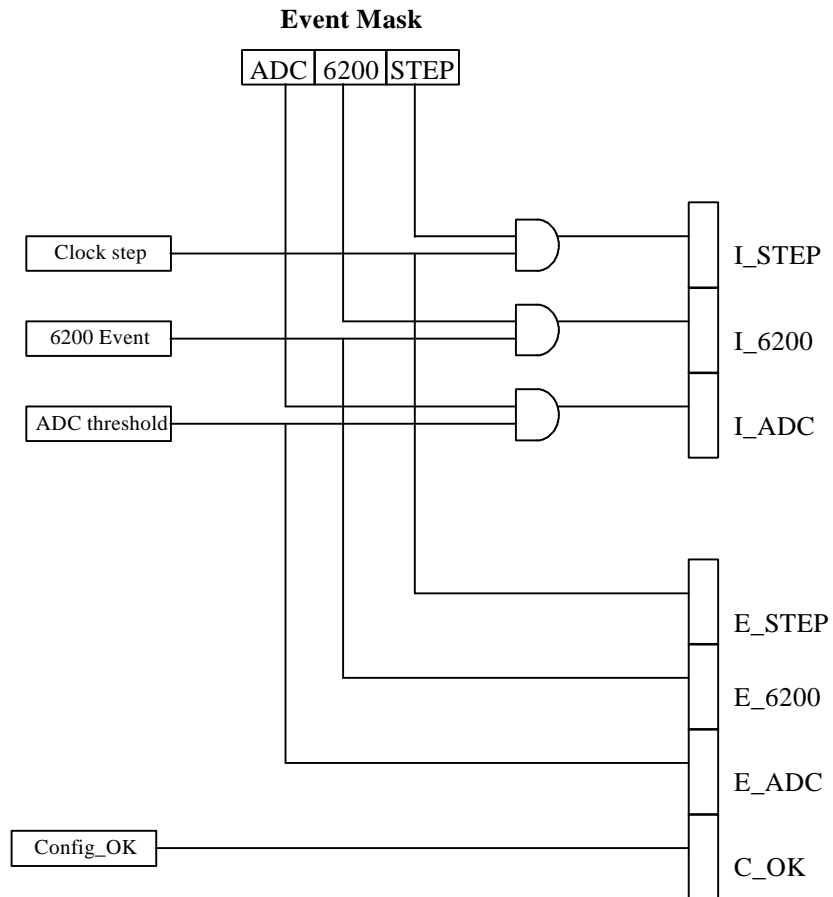 Event Mask
ADC 6200 STEP
Clock step
I_STEP
6200 Event
I_6200
ADC threshold
I_ADC
E_STEP
E_6200
E_ADC
Config_OK
C_OK